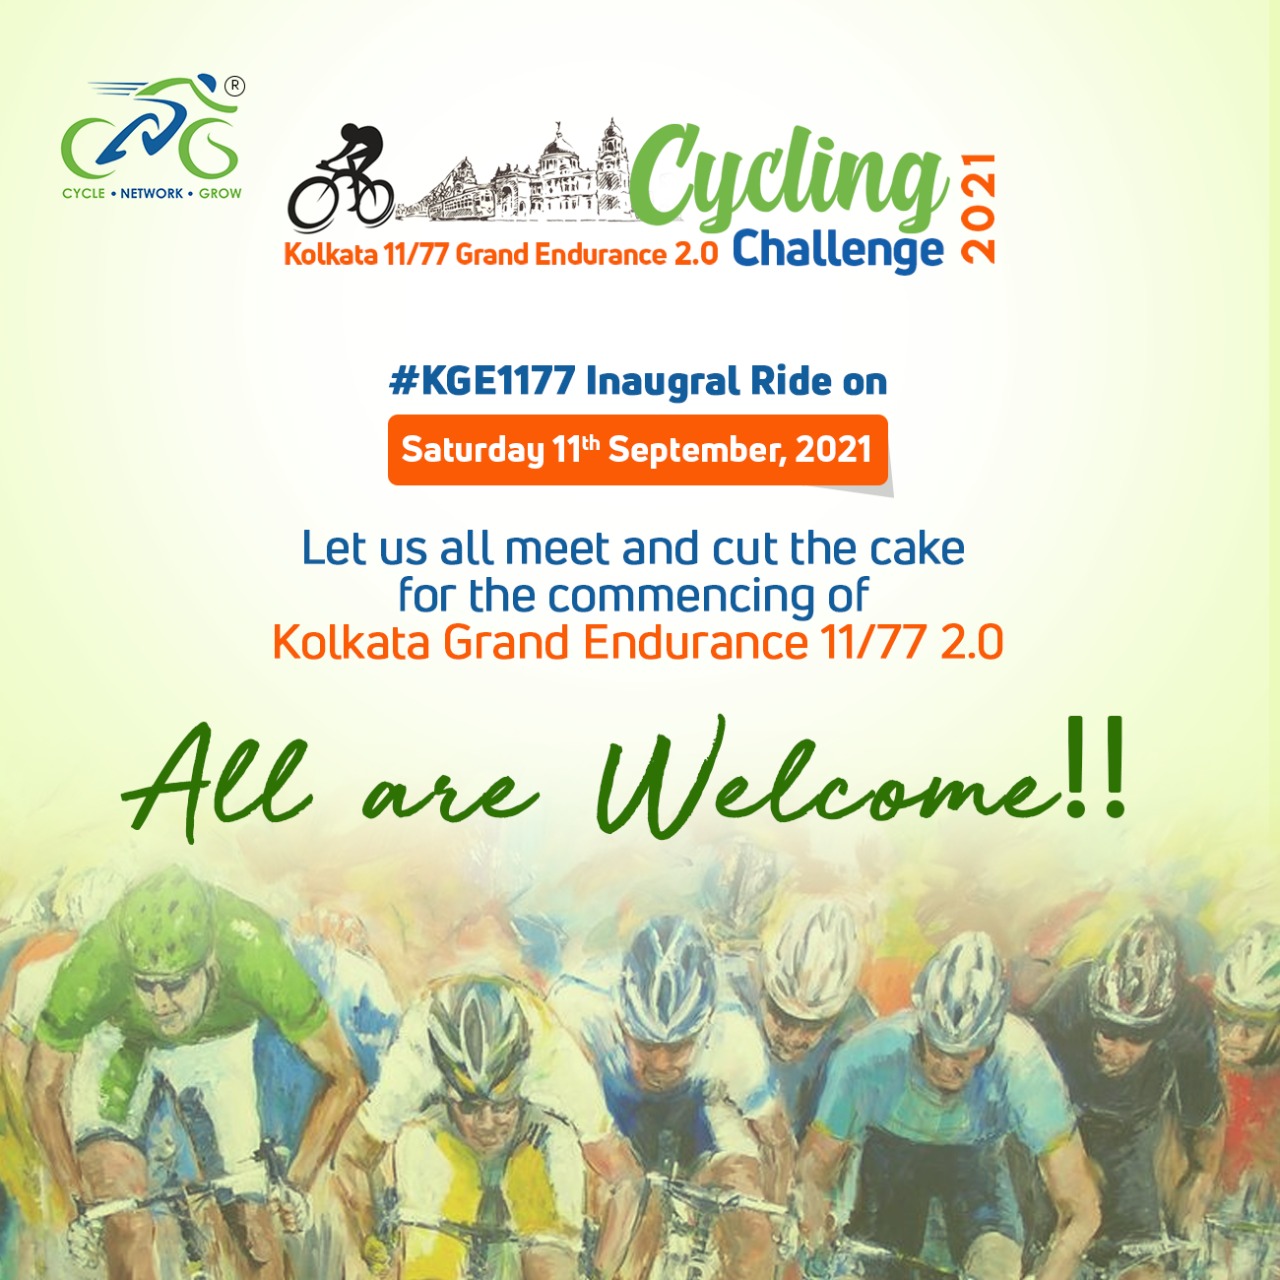 ®
CNG
CYCLE • NETWORK • GROW
Cycling
2021
Kolkata 11/77 Grand Endurance 2.0 Challenge
#KGE1177 Inaugral Ride on
Saturday 11th September, 2021
Let us all meet and cut the cake
for the commencing of
Kolkata Grand Endurance 11/77 2.0
All are Welcome!!